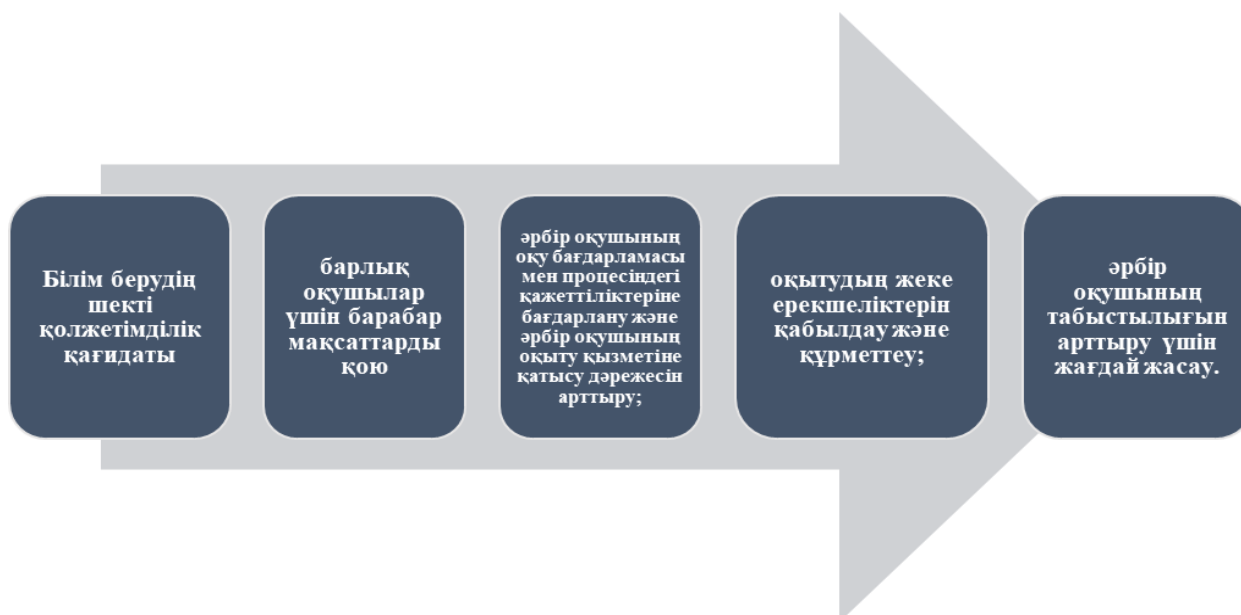 Білім берудің
шекті
қолжетімділік
қағидаты
барлық
оқушылар
үшін барабар
мақсаттарды
қою
әрбір оқушының
оқу бағдарламасы
мен процесіндегі
қажеттіліктеріне
бағдарлану және
әрбір оқушының
оқыту қызметіне
қатысу дәрежесін
арттыру;
оқытудың жеке
ерекшеліктерін
қабылдау және
құрметтеу;
әрбір
оқушының
табыстылығын
арттыру үшін
жағдай жасау.